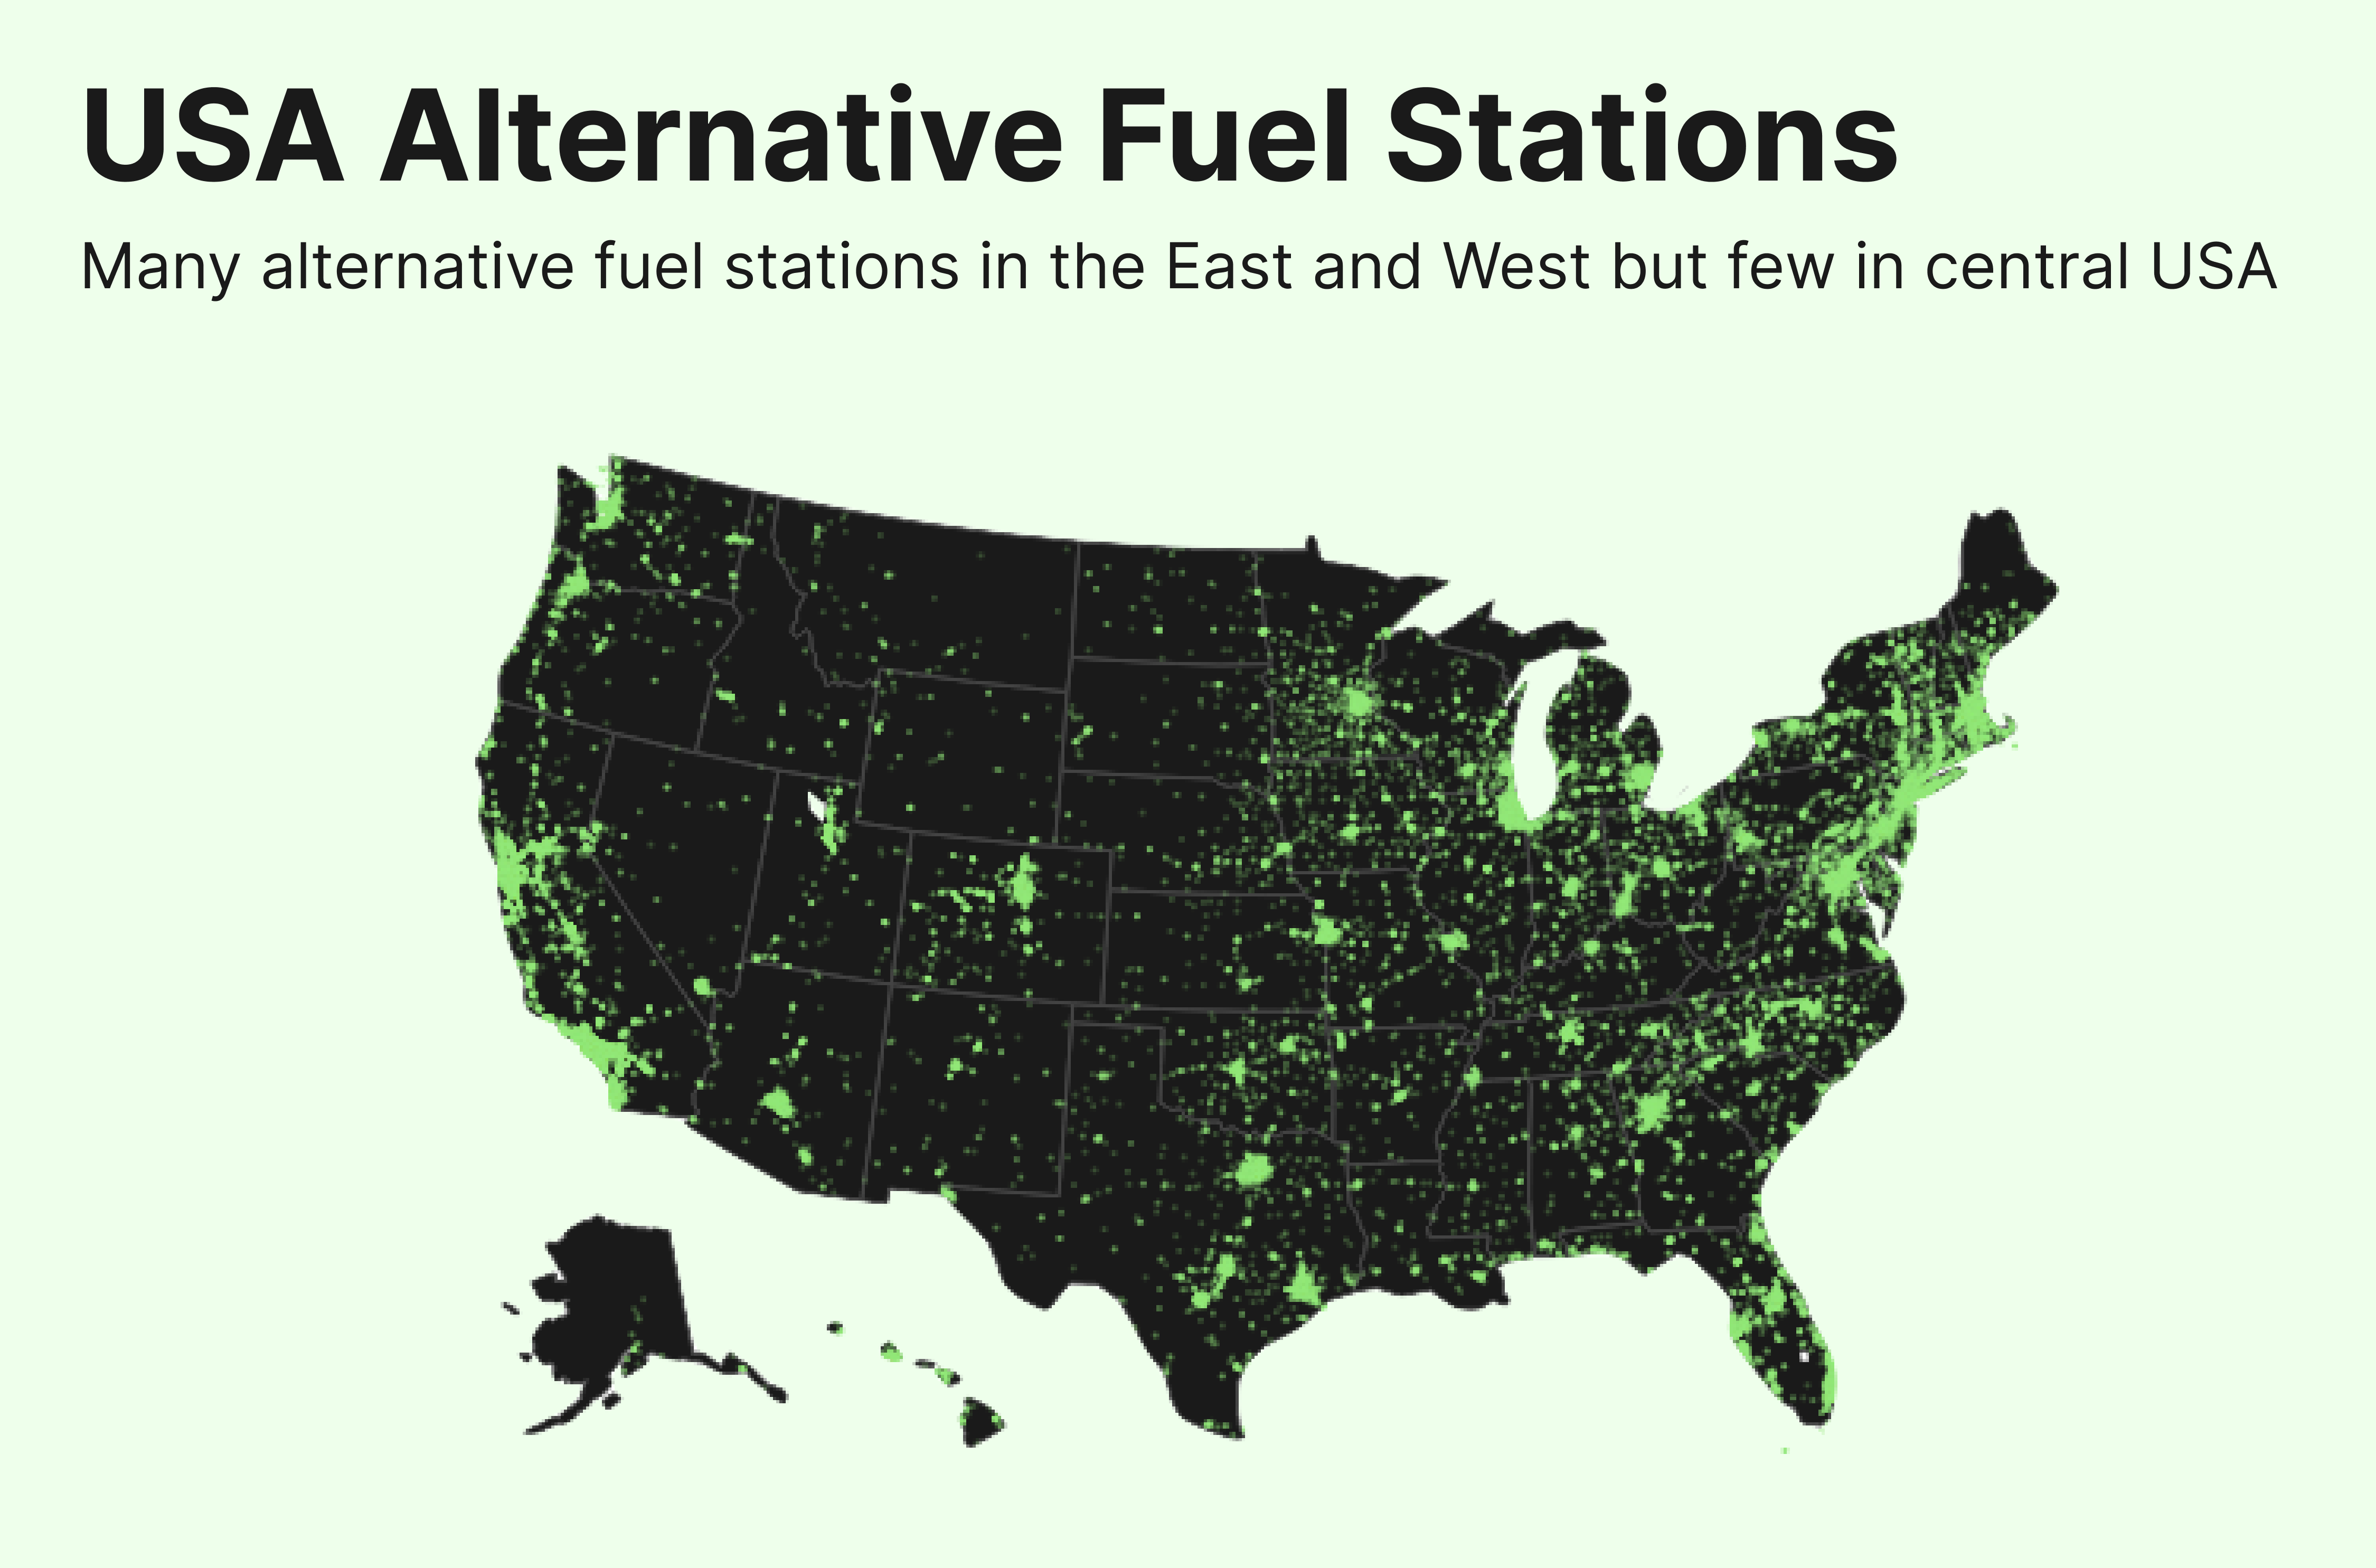 USA Alternative Fuel Stations
Many alternative fuel stations in the East and West but few in central USA